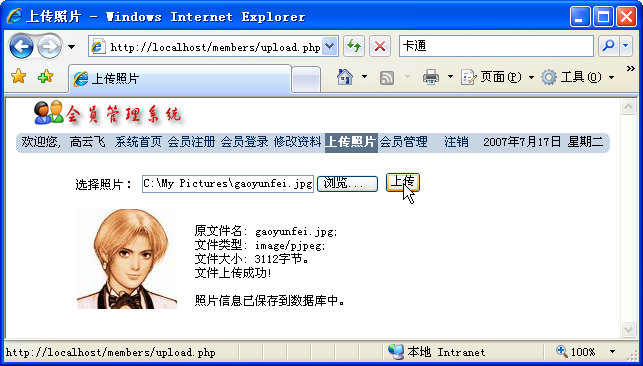 上传照片 - Windows Internet Explorer
http://localhost/members/upload.php
卡通
上传照片
页面(P)
工具(O)
会员管理系统
欢迎您, 高云飞 系统首页 会员注册 会员登录 修改资料 上传照片 会员管理 注销 2007年7月17日 星期二
选择照片： C:\My Pictures\gaoyunfei.jpg 浏览... 上传
原文件名: gaoyunfei.jpg;
文件类型: image/pjpeg;
文件大小: 3112字节。
文件上传成功!
照片信息已保存到数据库中。
http://localhost/members/upload.php 本地 Intranet 100%